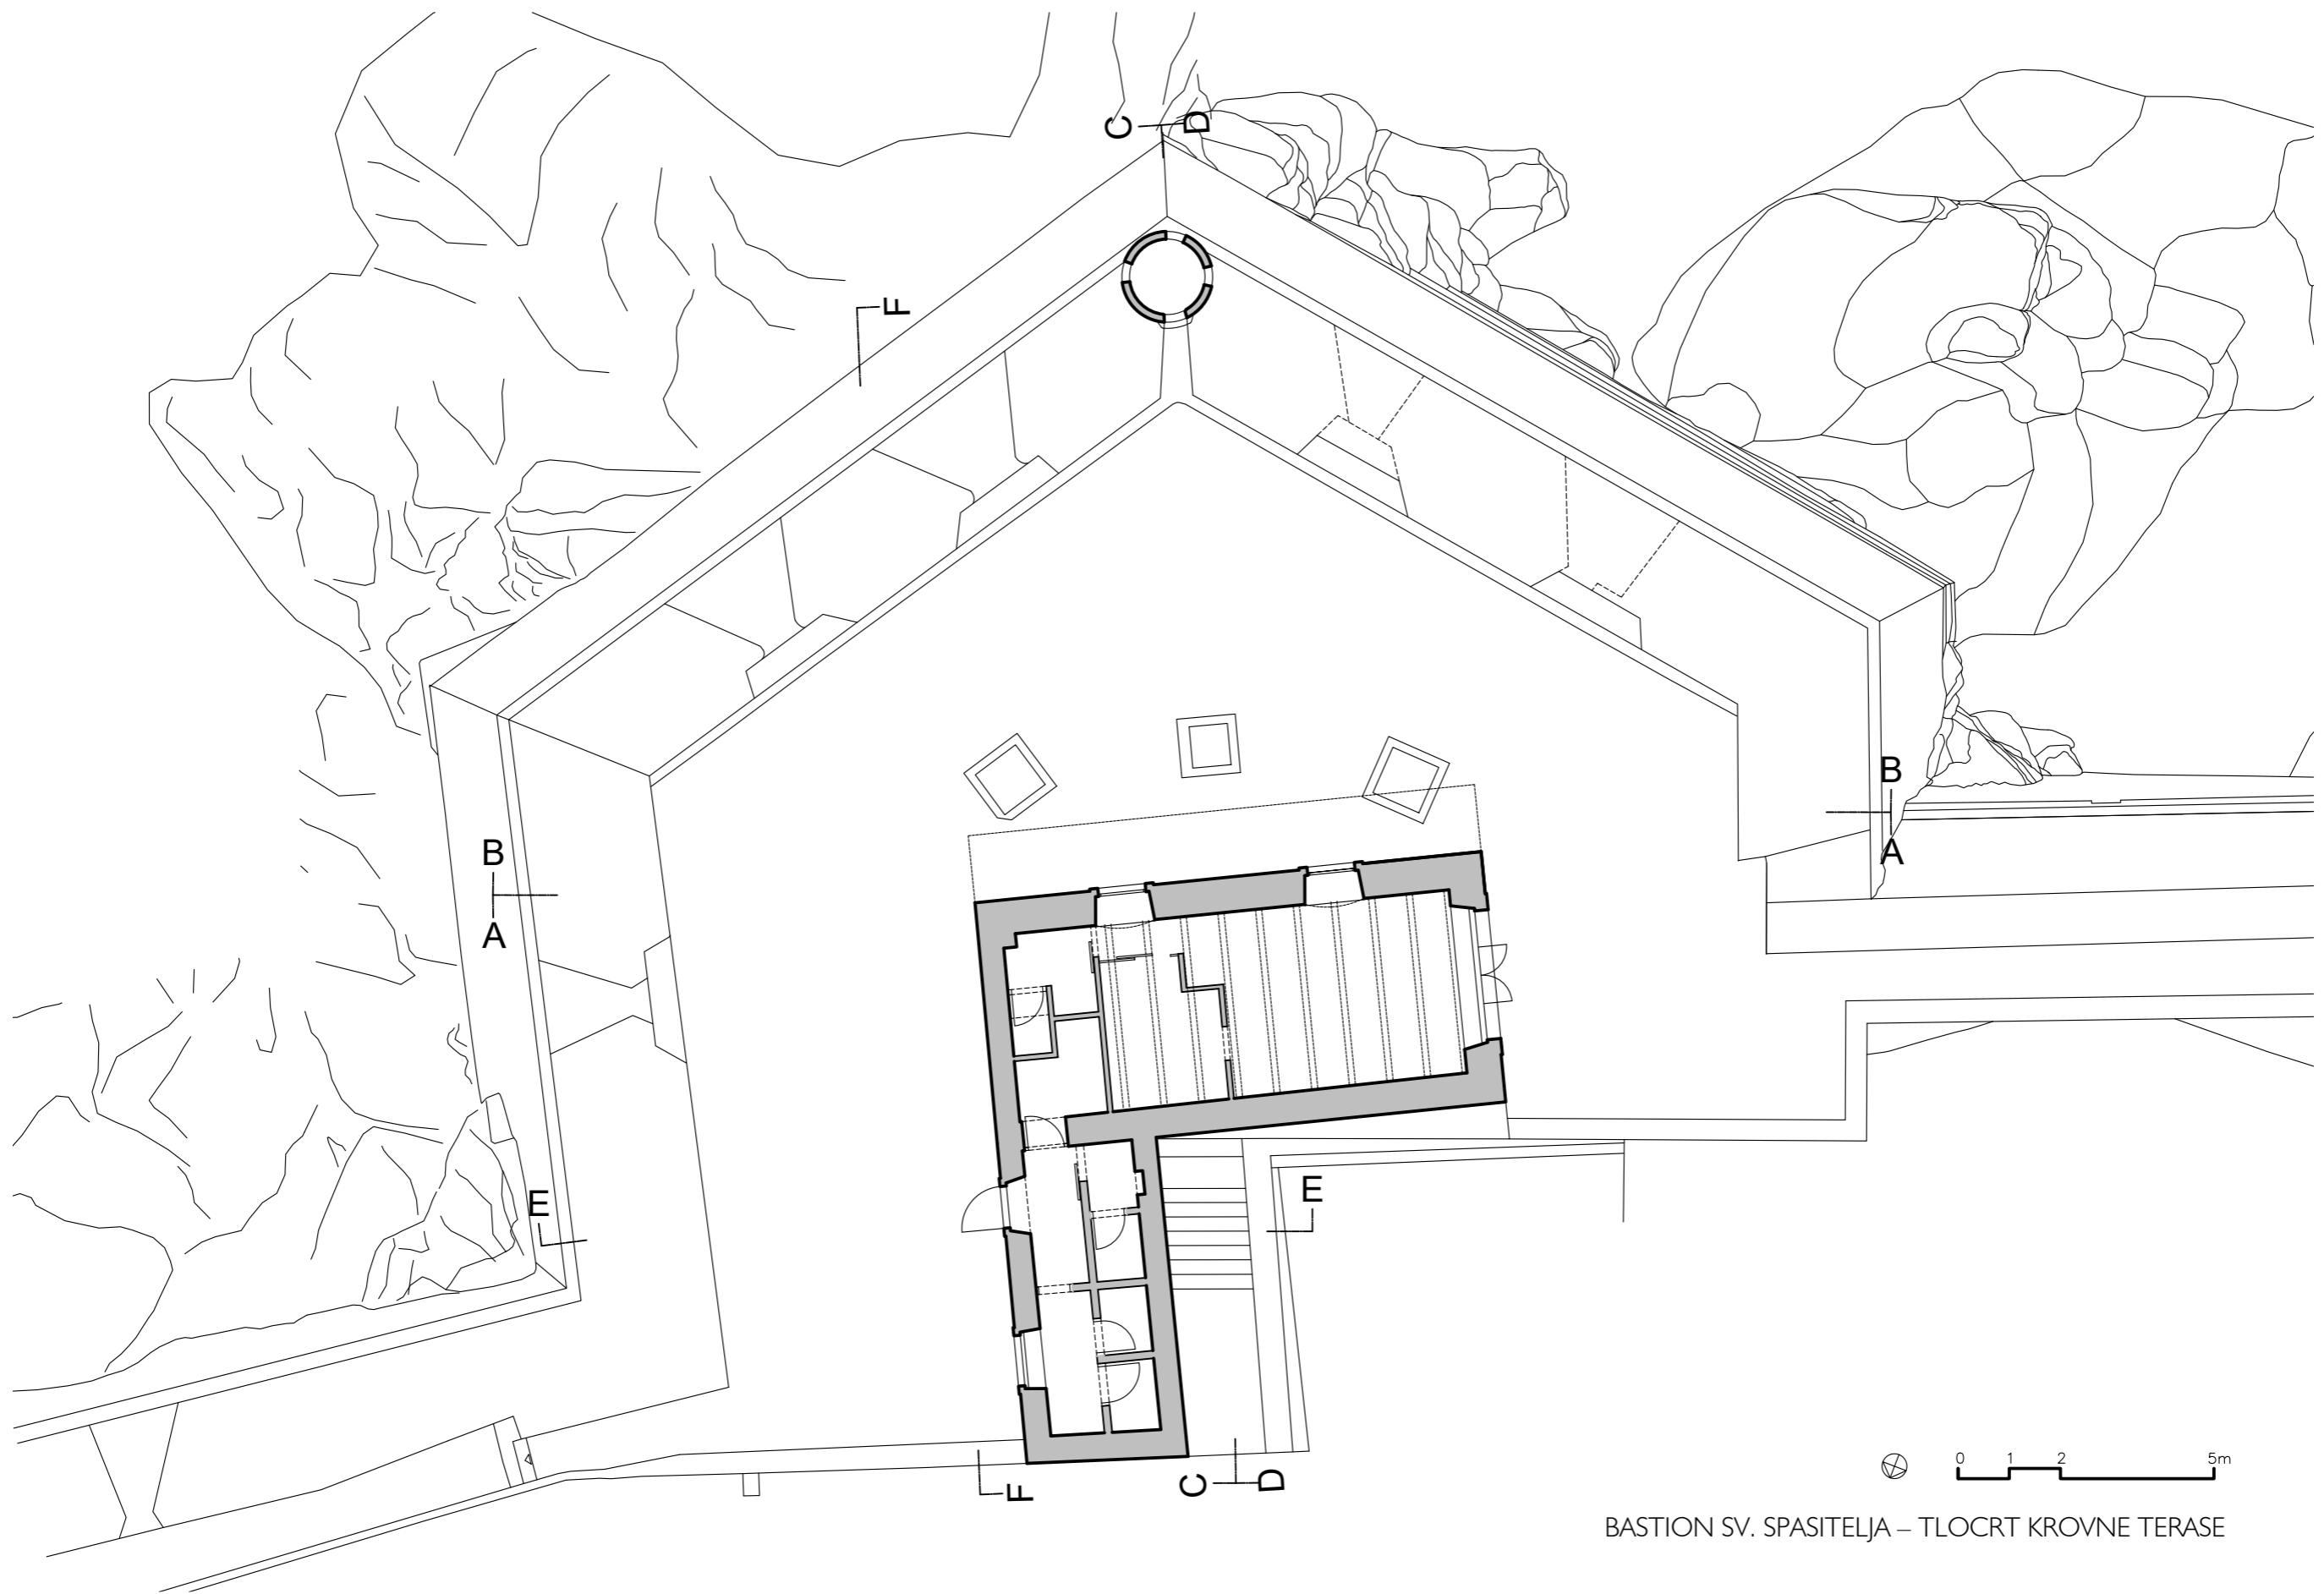 C D
F
B
A
B
A
E
E
F
C D
0 1 2 5m
BASTION SV. SPASITELJA – TLOCRT KROVNE TERASE